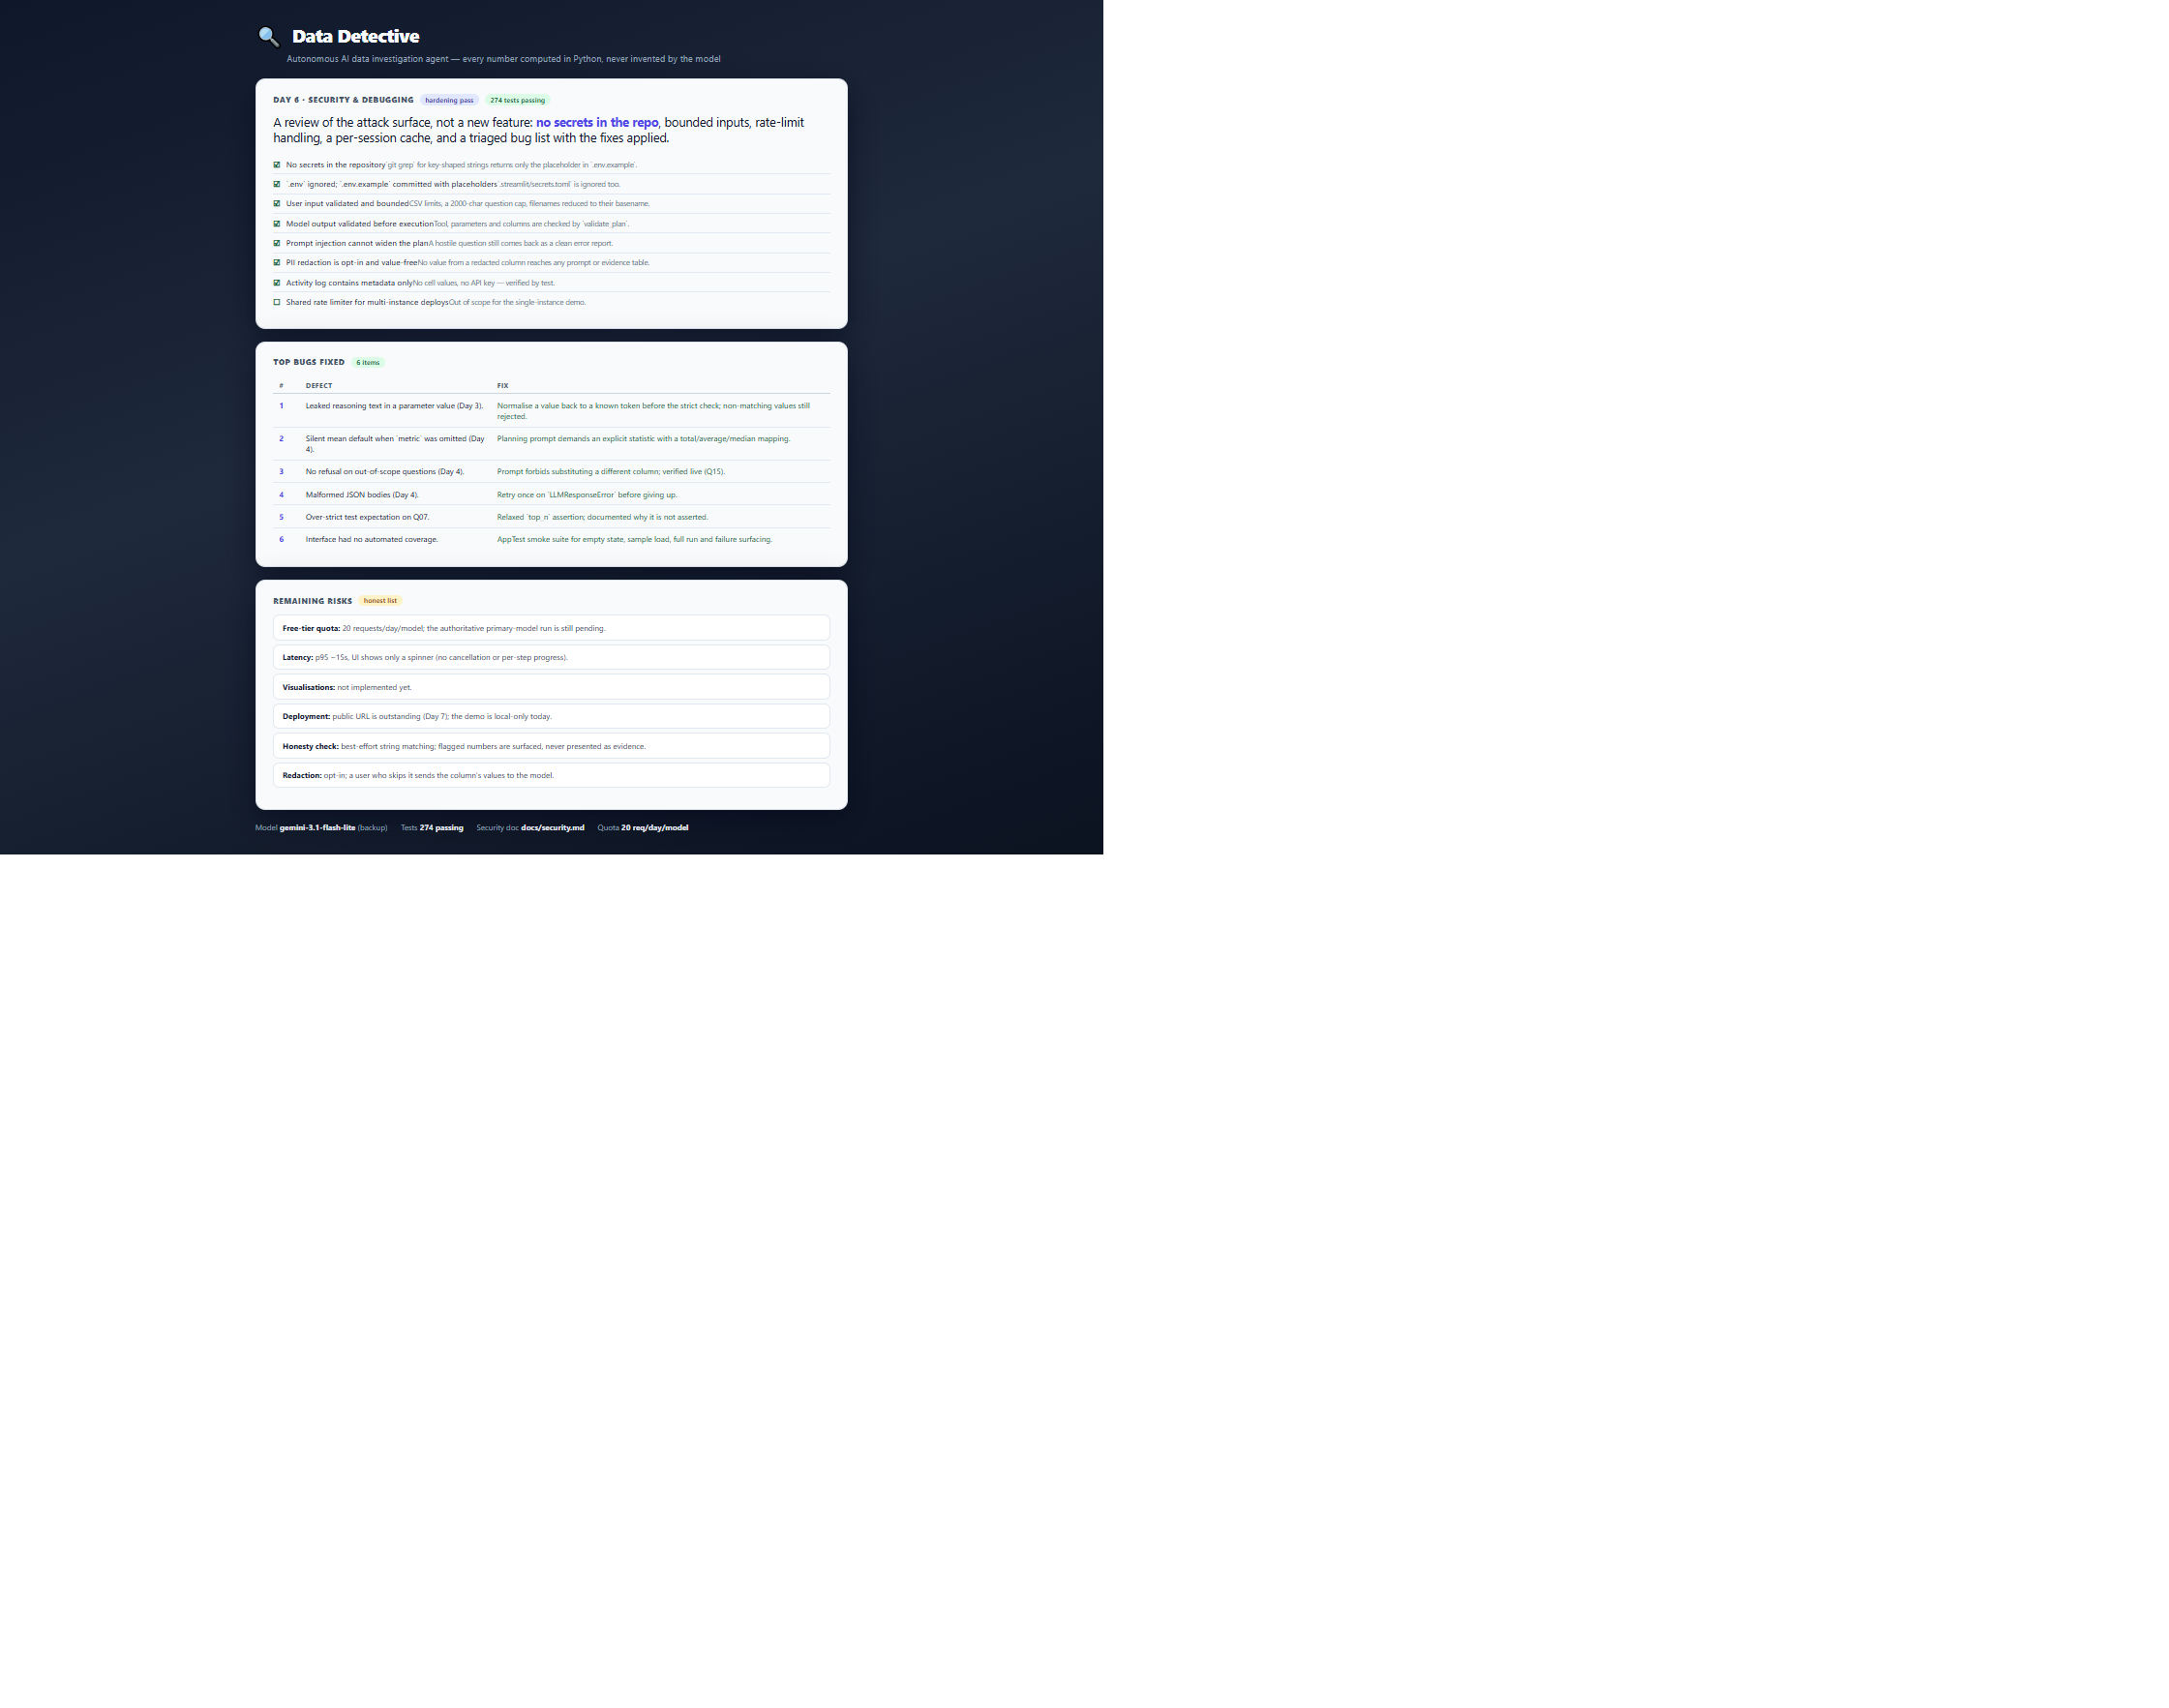 Data Detective
Autonomous AI data investigation agent — every number computed in Python, never invented by the model
DAY 6 · SECURITY & DEBUGGING hardening pass 274 tests passing
A review of the attack surface, not a new feature: no secrets in the repo, bounded inputs, rate-limit
handling, a per-session cache, and a triaged bug list with the fixes applied.
☑ No secrets in the repository`git grep` for key-shaped strings returns only the placeholder in `.env.example`.
☑ `.env` ignored; `.env.example` committed with placeholders`.streamlit/secrets.toml` is ignored too.
☑ User input validated and boundedCSV limits, a 2000-char question cap, filenames reduced to their basename.
☑ Model output validated before executionTool, parameters and columns are checked by `validate_plan`.
☑ Prompt injection cannot widen the planA hostile question still comes back as a clean error report.
☑ PII redaction is opt-in and value-freeNo value from a redacted column reaches any prompt or evidence table.
☑ Activity log contains metadata onlyNo cell values, no API key — verified by test.
☐ Shared rate limiter for multi-instance deploysOut of scope for the single-instance demo.
TOP BUGS FIXED 6 items
# DEFECT FIX
1 Leaked reasoning text in a parameter value (Day 3). Normalise a value back to a known token before the strict check; non-matching values still
rejected.
2 Silent mean default when `metric` was omitted (Day Planning prompt demands an explicit statistic with a total/average/median mapping.
4).
3 No refusal on out-of-scope questions (Day 4). Prompt forbids substituting a different column; verified live (Q15).
4 Malformed JSON bodies (Day 4). Retry once on `LLMResponseError` before giving up.
5 Over-strict test expectation on Q07. Relaxed `top_n` assertion; documented why it is not asserted.
6 Interface had no automated coverage. AppTest smoke suite for empty state, sample load, full run and failure surfacing.
REMAINING RISKS honest list
Free-tier quota: 20 requests/day/model; the authoritative primary-model run is still pending.
Latency: p95 ~15s, UI shows only a spinner (no cancellation or per-step progress).
Visualisations: not implemented yet.
Deployment: public URL is outstanding (Day 7); the demo is local-only today.
Honesty check: best-effort string matching; flagged numbers are surfaced, never presented as evidence.
Redaction: opt-in; a user who skips it sends the column's values to the model.
Model gemini-3.1-flash-lite (backup) Tests 274 passing Security doc docs/security.md Quota 20 req/day/model